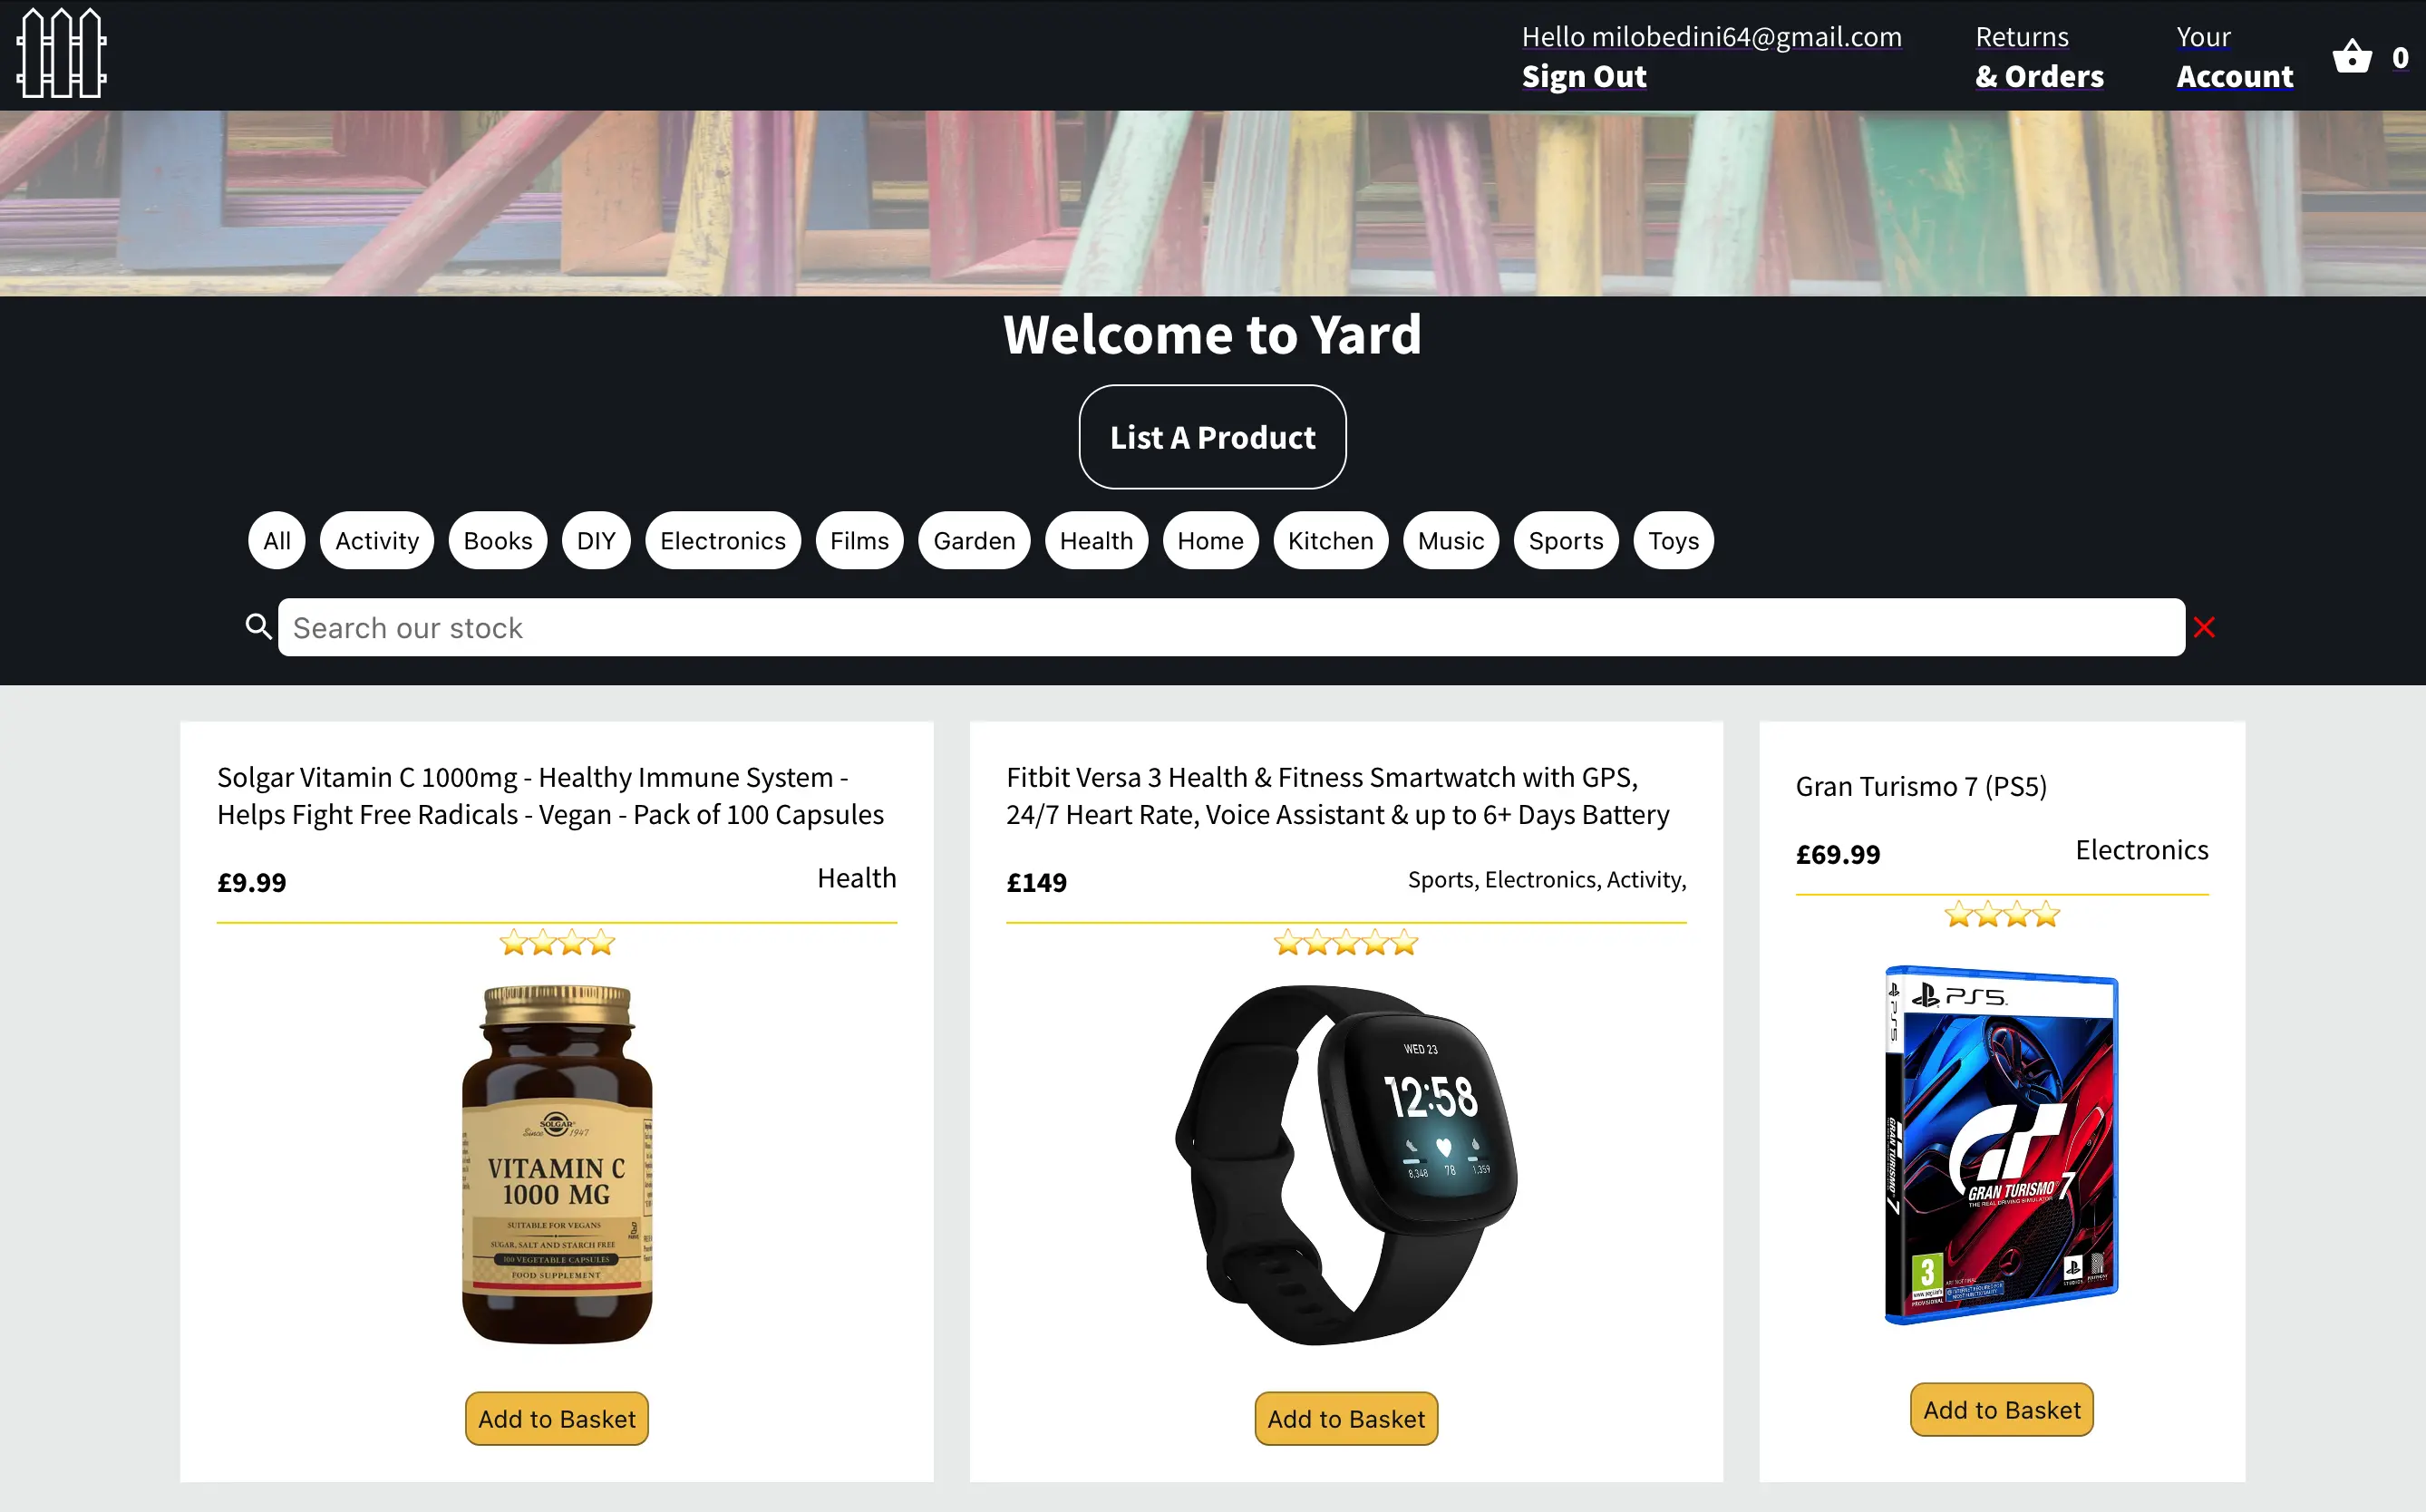 Hello milobedini64@gmail.com
Sign Out
Returns
& Orders
Your
Account
0
Welcome to Yard
List A Product
All Activity Books DIY Electronics Films Garden Health Home Kitchen Music Sports Toys
Search our stock
Solgar Vitamin C 1000mg - Healthy Immune System -
Helps Fight Free Radicals - Vegan - Pack of 100 Capsules
£9.99 Health
SOLGAR
Since 1947
VITAMIN C
1000 MG
SUITABLE FOR VEGANS
SUGAR, SALT AND STARCH FREE
100 VEGETABLE CAPSULES
FOOD SUPPLEMENT
Add to Basket
Fitbit Versa 3 Health & Fitness Smartwatch with GPS,
24/7 Heart Rate, Voice Assistant & up to 6+ Days Battery
£149 Sports, Electronics, Activity,
WED 23
12:58
8,348 78 1,359
Add to Basket
Gran Turismo 7 (PS5)
£69.99 Electronics
PS5
PS5
GRAN TURISMO 7
GT
GRAN TURISMO 7
THE REAL DRIVING SIMULATOR
3
PROVISIONAL
Add to Basket